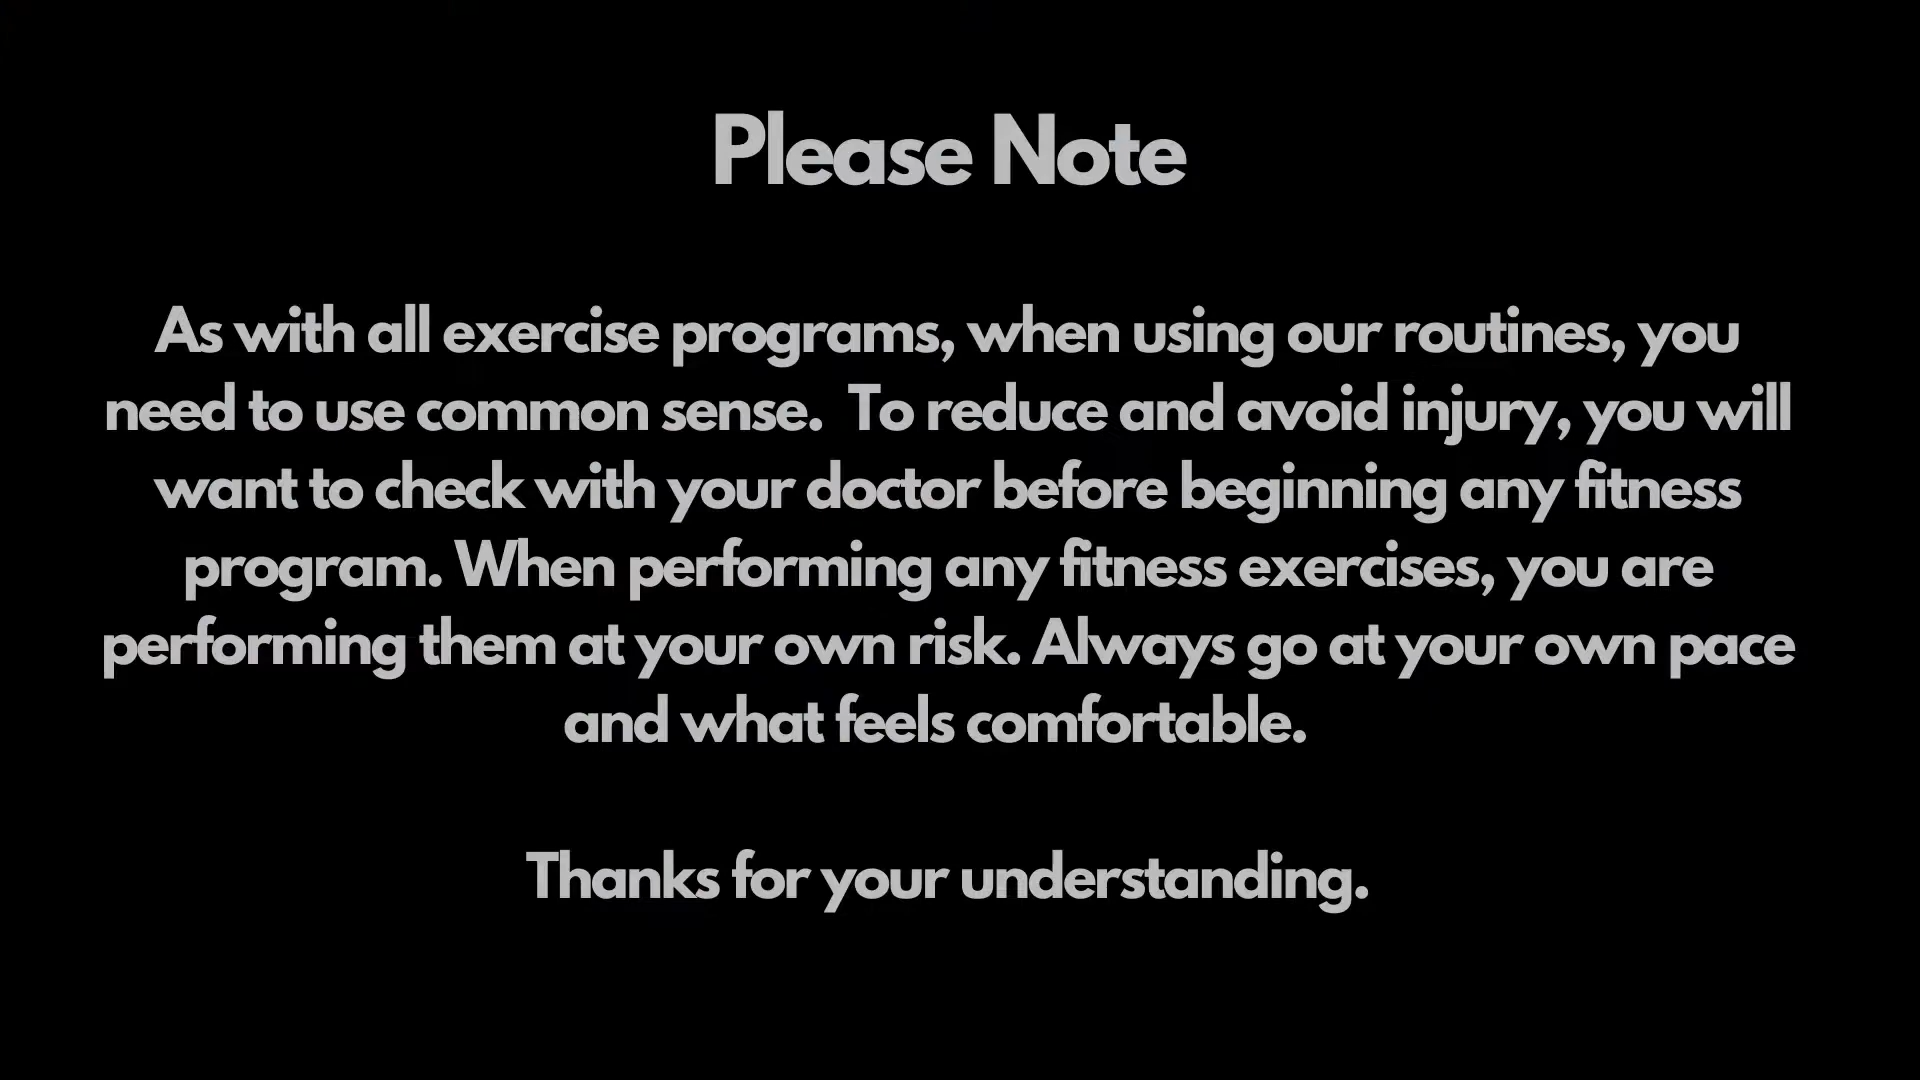 Please Note
As with all exercise programs, when using our routines, you
need to use common sense.  To reduce and avoid injury, you will
want to check with your doctor before beginning any fitness
program. When performing any fitness exercises, you are
performing them at your own risk. Always go at your own pace
and what feels comfortable.
Thanks for your understanding.